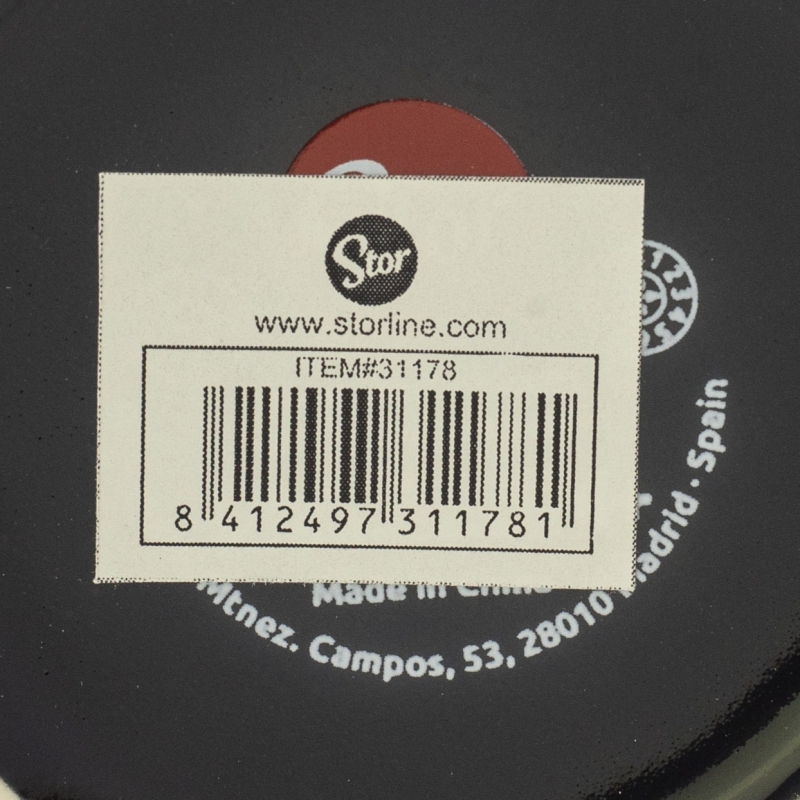 Stor
www.storline.com
ITEM#31178
8 412497 311781
Made in China
Mtnez. Campos, 53, 28010 Madrid · Spain